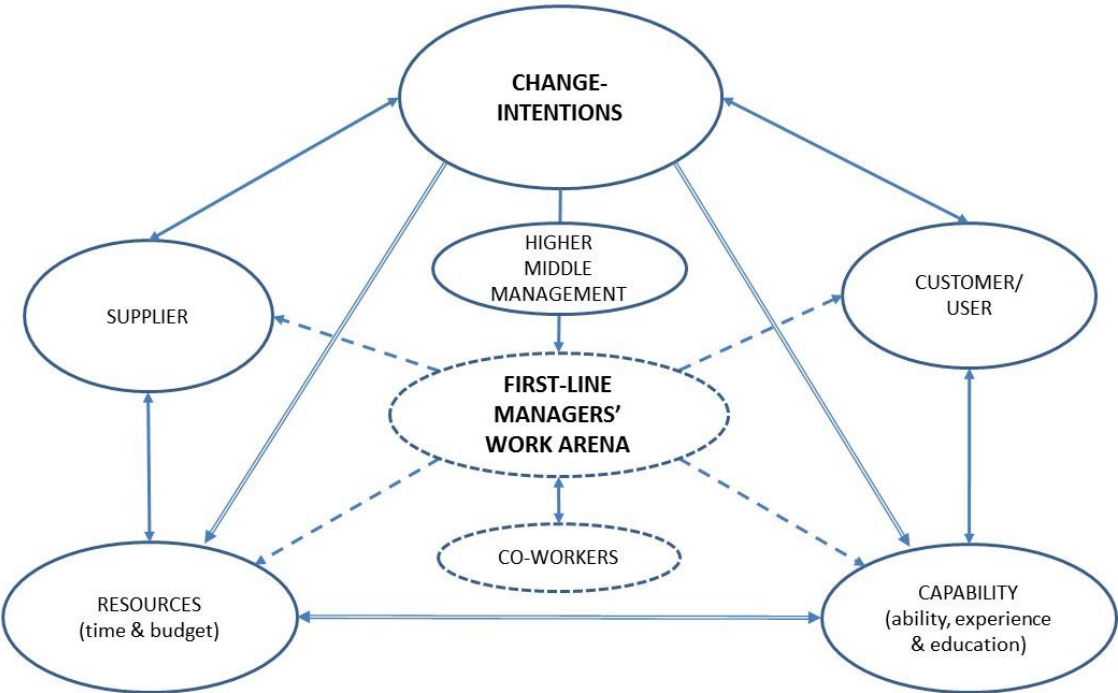 CHANGE-
INTENTIONS
HIGHER
MIDDLE
MANAGEMENT
SUPPLIER
CUSTOMER/
USER
FIRST-LINE
MANAGERS’
WORK ARENA
CO-WORKERS
RESOURCES
(time & budget)
CAPABILITY
(ability, experience
& education)